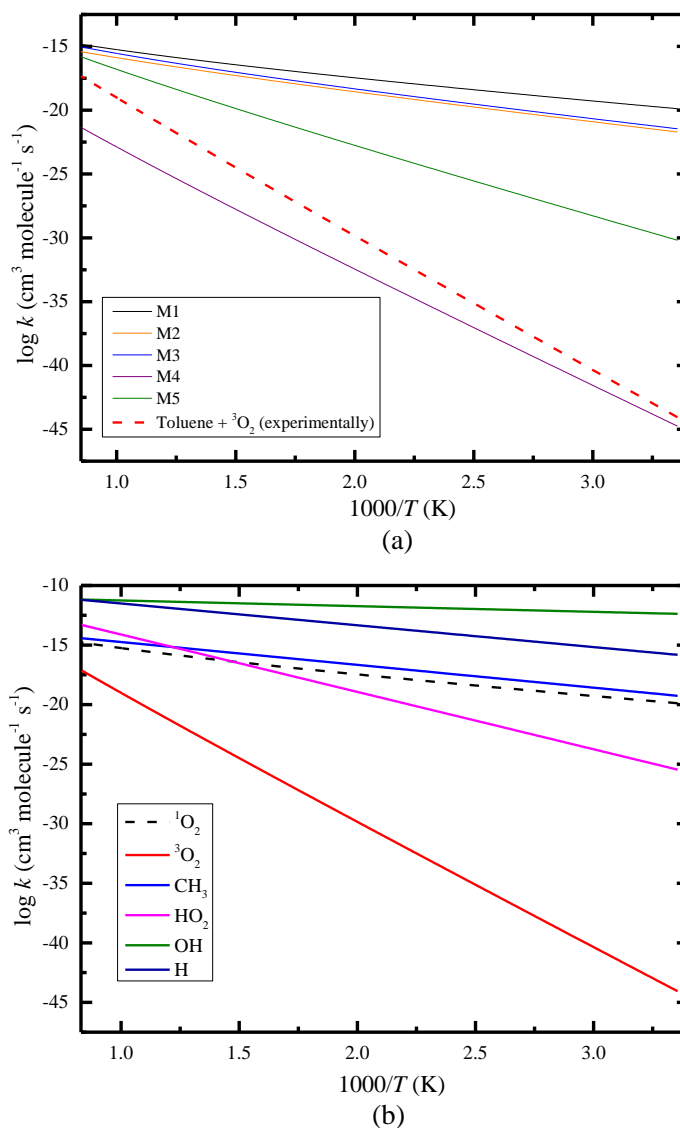 -15
-20
-25
-30
-35
-40
-45
log k (cm³ molecule⁻¹ s⁻¹)
M1
M2
M3
M4
M5
Toluene + ³O₂ (experimentally)
1.0 1.5 2.0 2.5 3.0
1000/T (K)
(a)
-10
-15
-20
-25
-30
-35
-40
-45
log k (cm³ molecule⁻¹ s⁻¹)
¹O₂
³O₂
CH₃
HO₂
OH
H
1.0 1.5 2.0 2.5 3.0
1000/T (K)
(b)